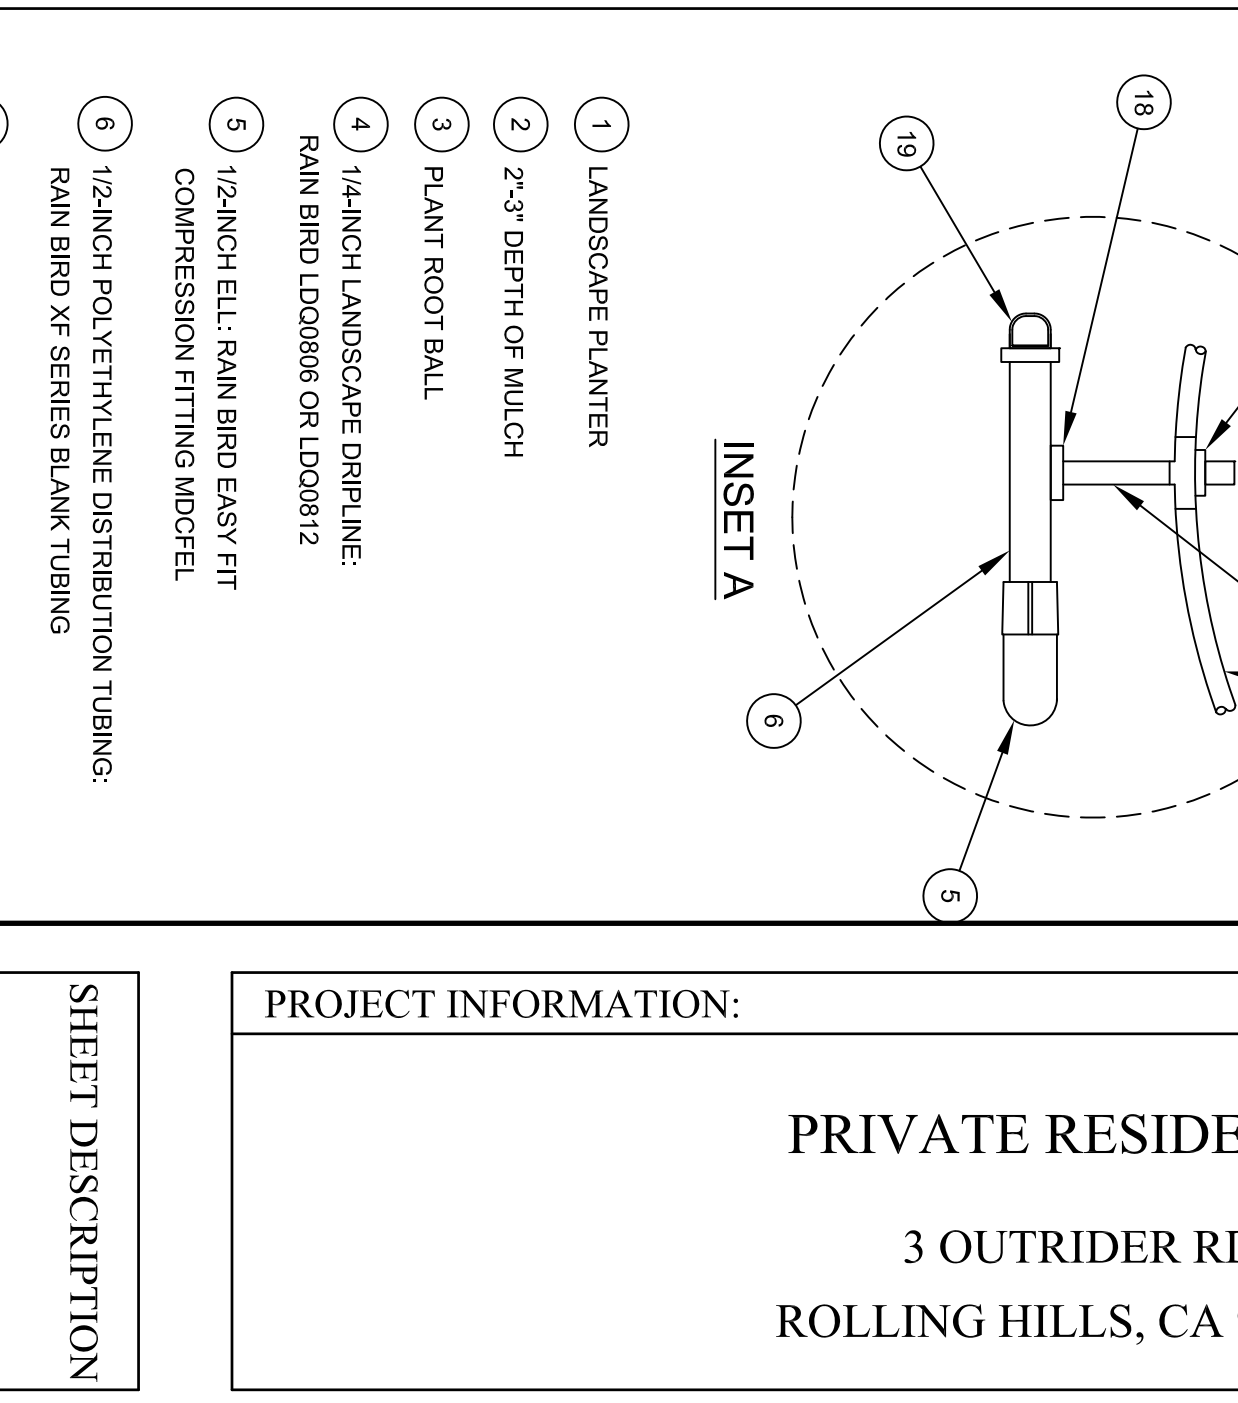 18
19
INSET A
6
5
1 LANDSCAPE PLANTER
2 2"-3" DEPTH OF MULCH
3 PLANT ROOT BALL
4 1/4-INCH LANDSCAPE DRIPLINE:
RAIN BIRD LDQ0806 OR LDQ0812
5 1/2-INCH ELL: RAIN BIRD EASY FIT
COMPRESSION FITTING MDCFEL
6 1/2-INCH POLYETHYLENE DISTRIBUTION TUBING:
RAIN BIRD XF SERIES BLANK TUBING
SHEET DESCRIPTION
PROJECT INFORMATION:
PRIVATE RESIDE
3 OUTRIDER
ROLLING HILLS, CA